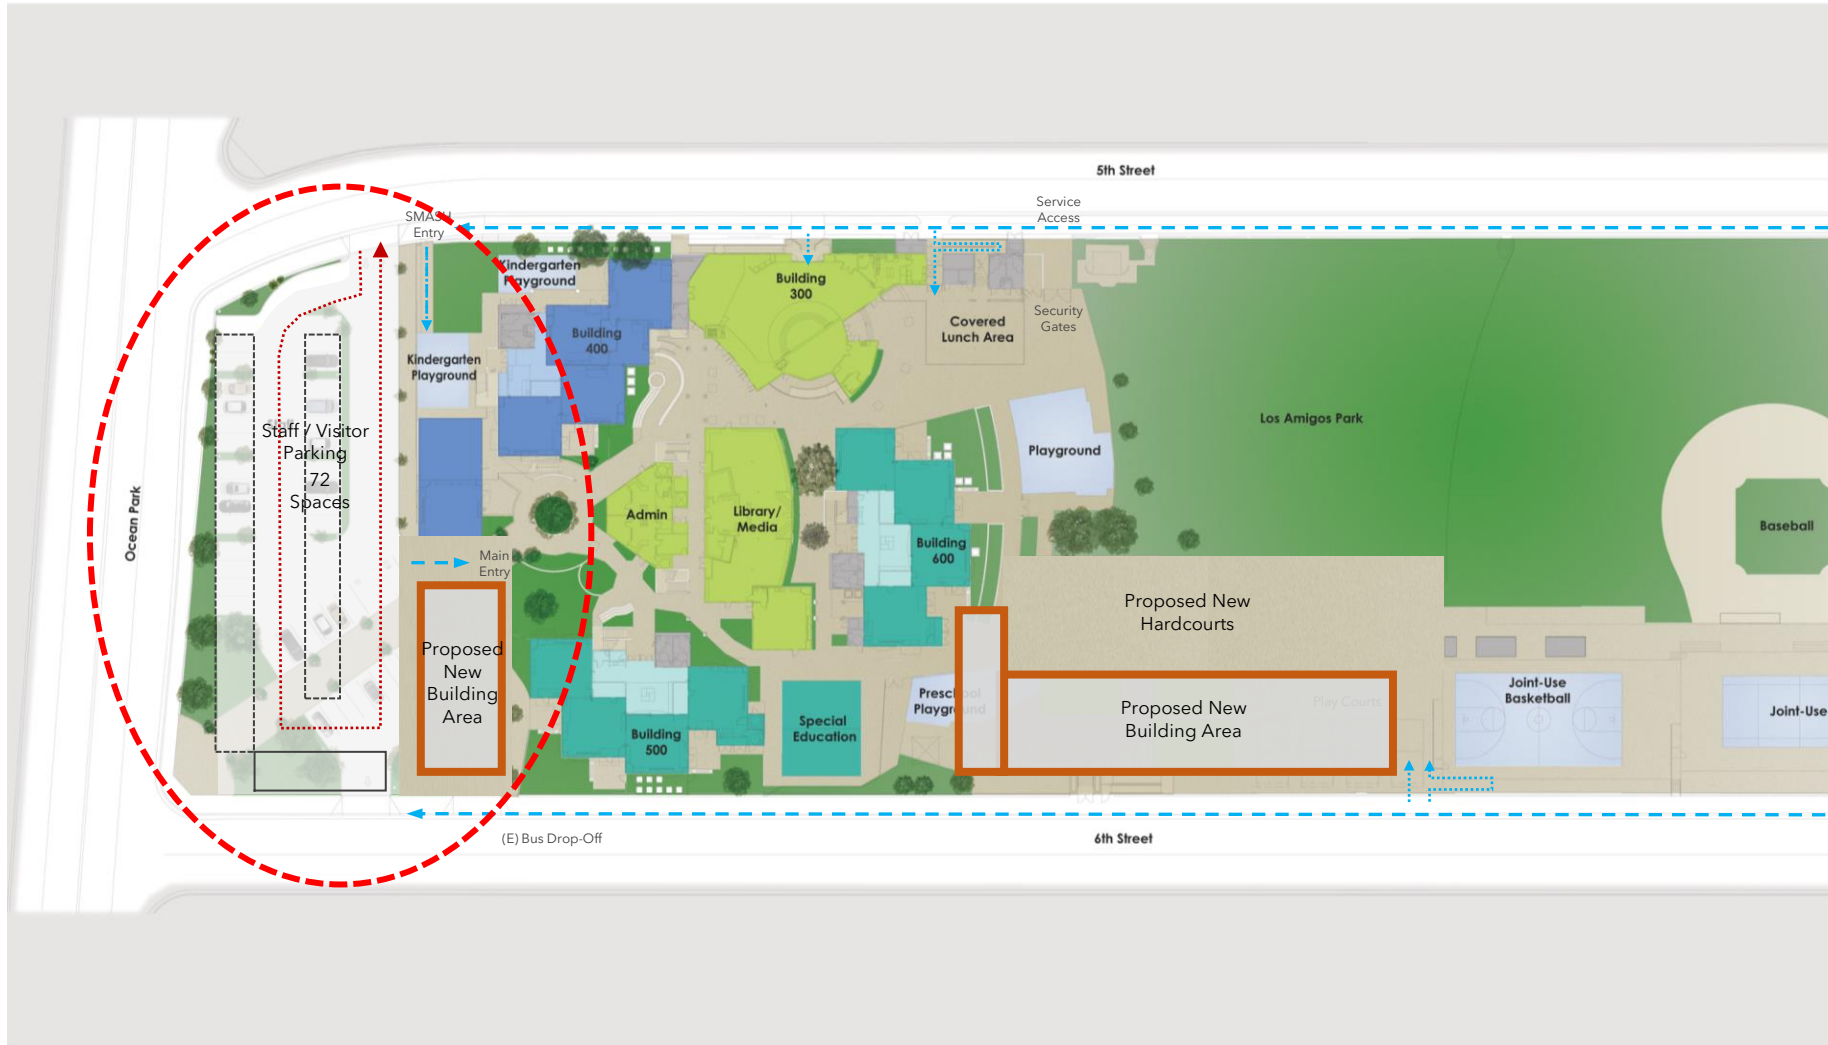 5th Street
SMASH
Entry
Service
Access
Kindergarten
Playground
Building
300
Security
Gates
Covered
Lunch Area
Building
400
Kindergarten
Playground
Los Amigos Park
Staff / Visitor
Parking
72
Spaces
Playground
Ocean Park
Admin
Library/
Media
Baseball
Building
600
Main
Entry
Proposed New
Hardcourts
Proposed
New
Building
Area
Preschool
Playground
Proposed New
Building Area
Play Courts
Joint-Use
Basketball
Joint-Use
Special
Education
Building
500
(E) Bus Drop-Off
6th Street